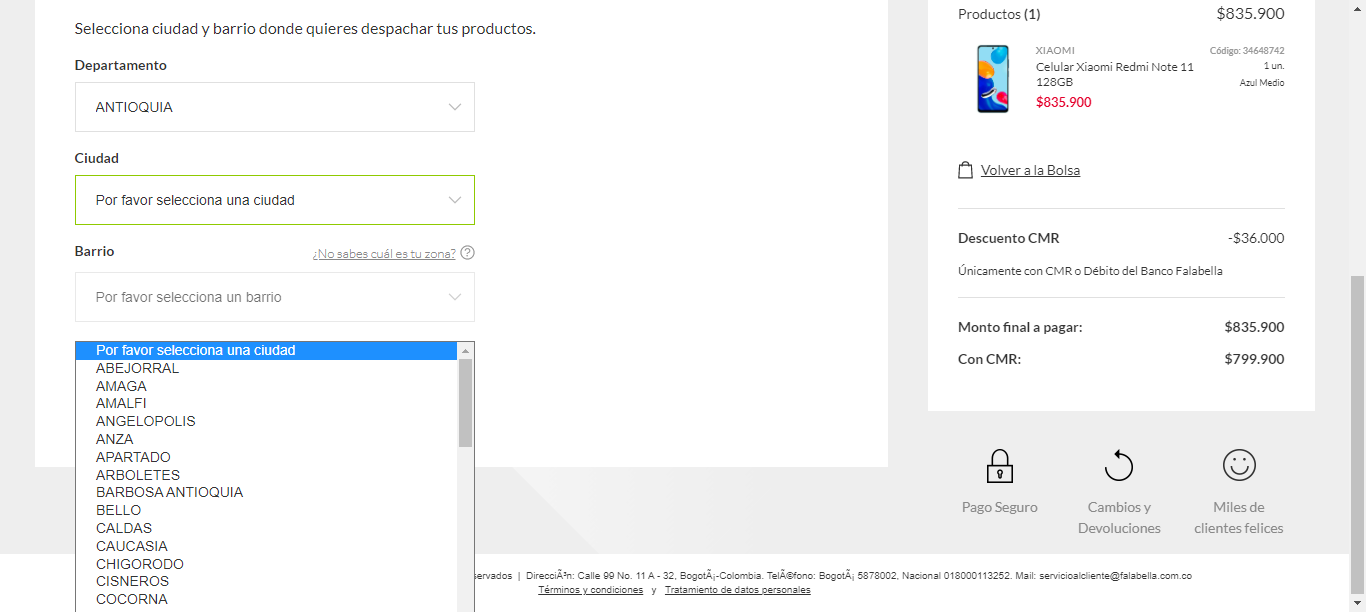 Selecciona ciudad y barrio donde quieres despachar tus productos.
Departamento
ANTIOQUIA
Ciudad
Por favor selecciona una ciudad
Barrio
¿No sabes cuál es tu zona? ?
Por favor selecciona un barrio
Por favor selecciona una ciudad
ABEJORRAL
AMAGA
AMALFI
ANGELOPOLIS
ANZA
APARTADO
ARBOLETES
BARBOSA ANTIOQUIA
BELLO
CALDAS
CAUCASIA
CHIGORODO
CISNEROS
COCORNA
Productos (1) $835.900
XIAOMI Código: 34648742
Celular Xiaomi Redmi Note 11 1 un.
128GB Azul Medio
$835.900
Volver a la Bolsa
Descuento CMR -$36.000
Únicamente con CMR o Débito del Banco Falabella
Monto final a pagar: $835.900
Con CMR: $799.900
Pago Seguro
Cambios y
Devoluciones
Miles de
clientes felices
servados | DirecciÃ³n: Calle 99 No. 11 A - 32, BogotÃ¡-Colombia. TelÃ©fono: BogotÃ¡ 5878002, Nacional 018000113252. Mail: servicioalcliente@falabella.com.co
Términos y condiciones y Tratamiento de datos personales